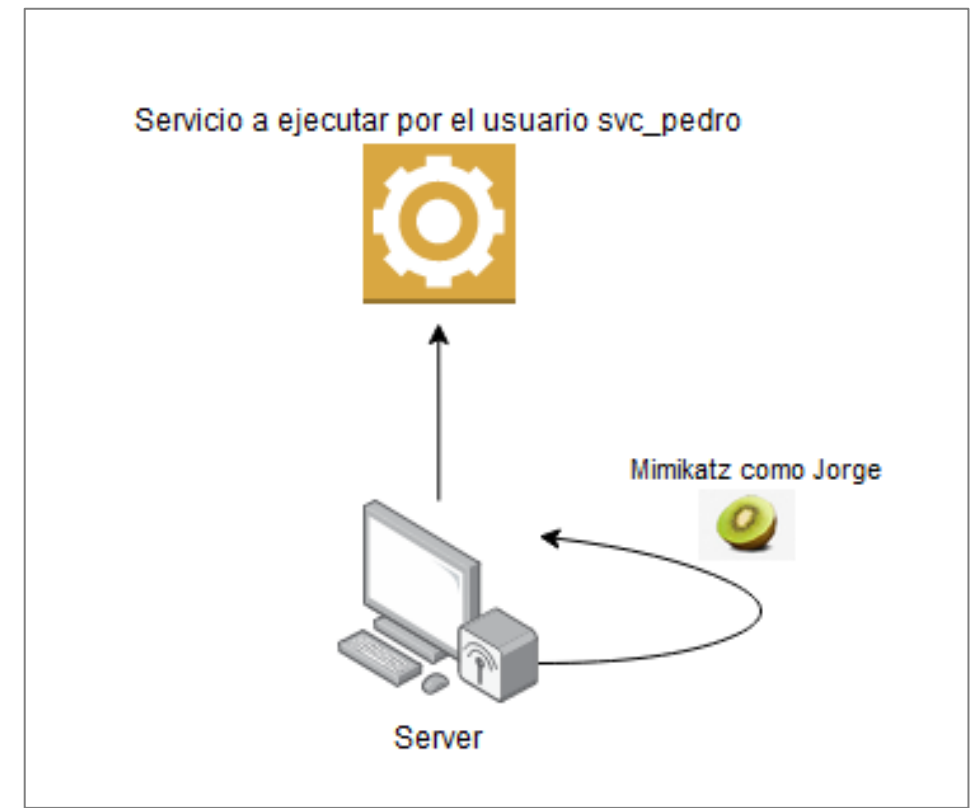 Servicio a ejecutar por el usuario svc_pedro
Mimikatz como Jorge
Server